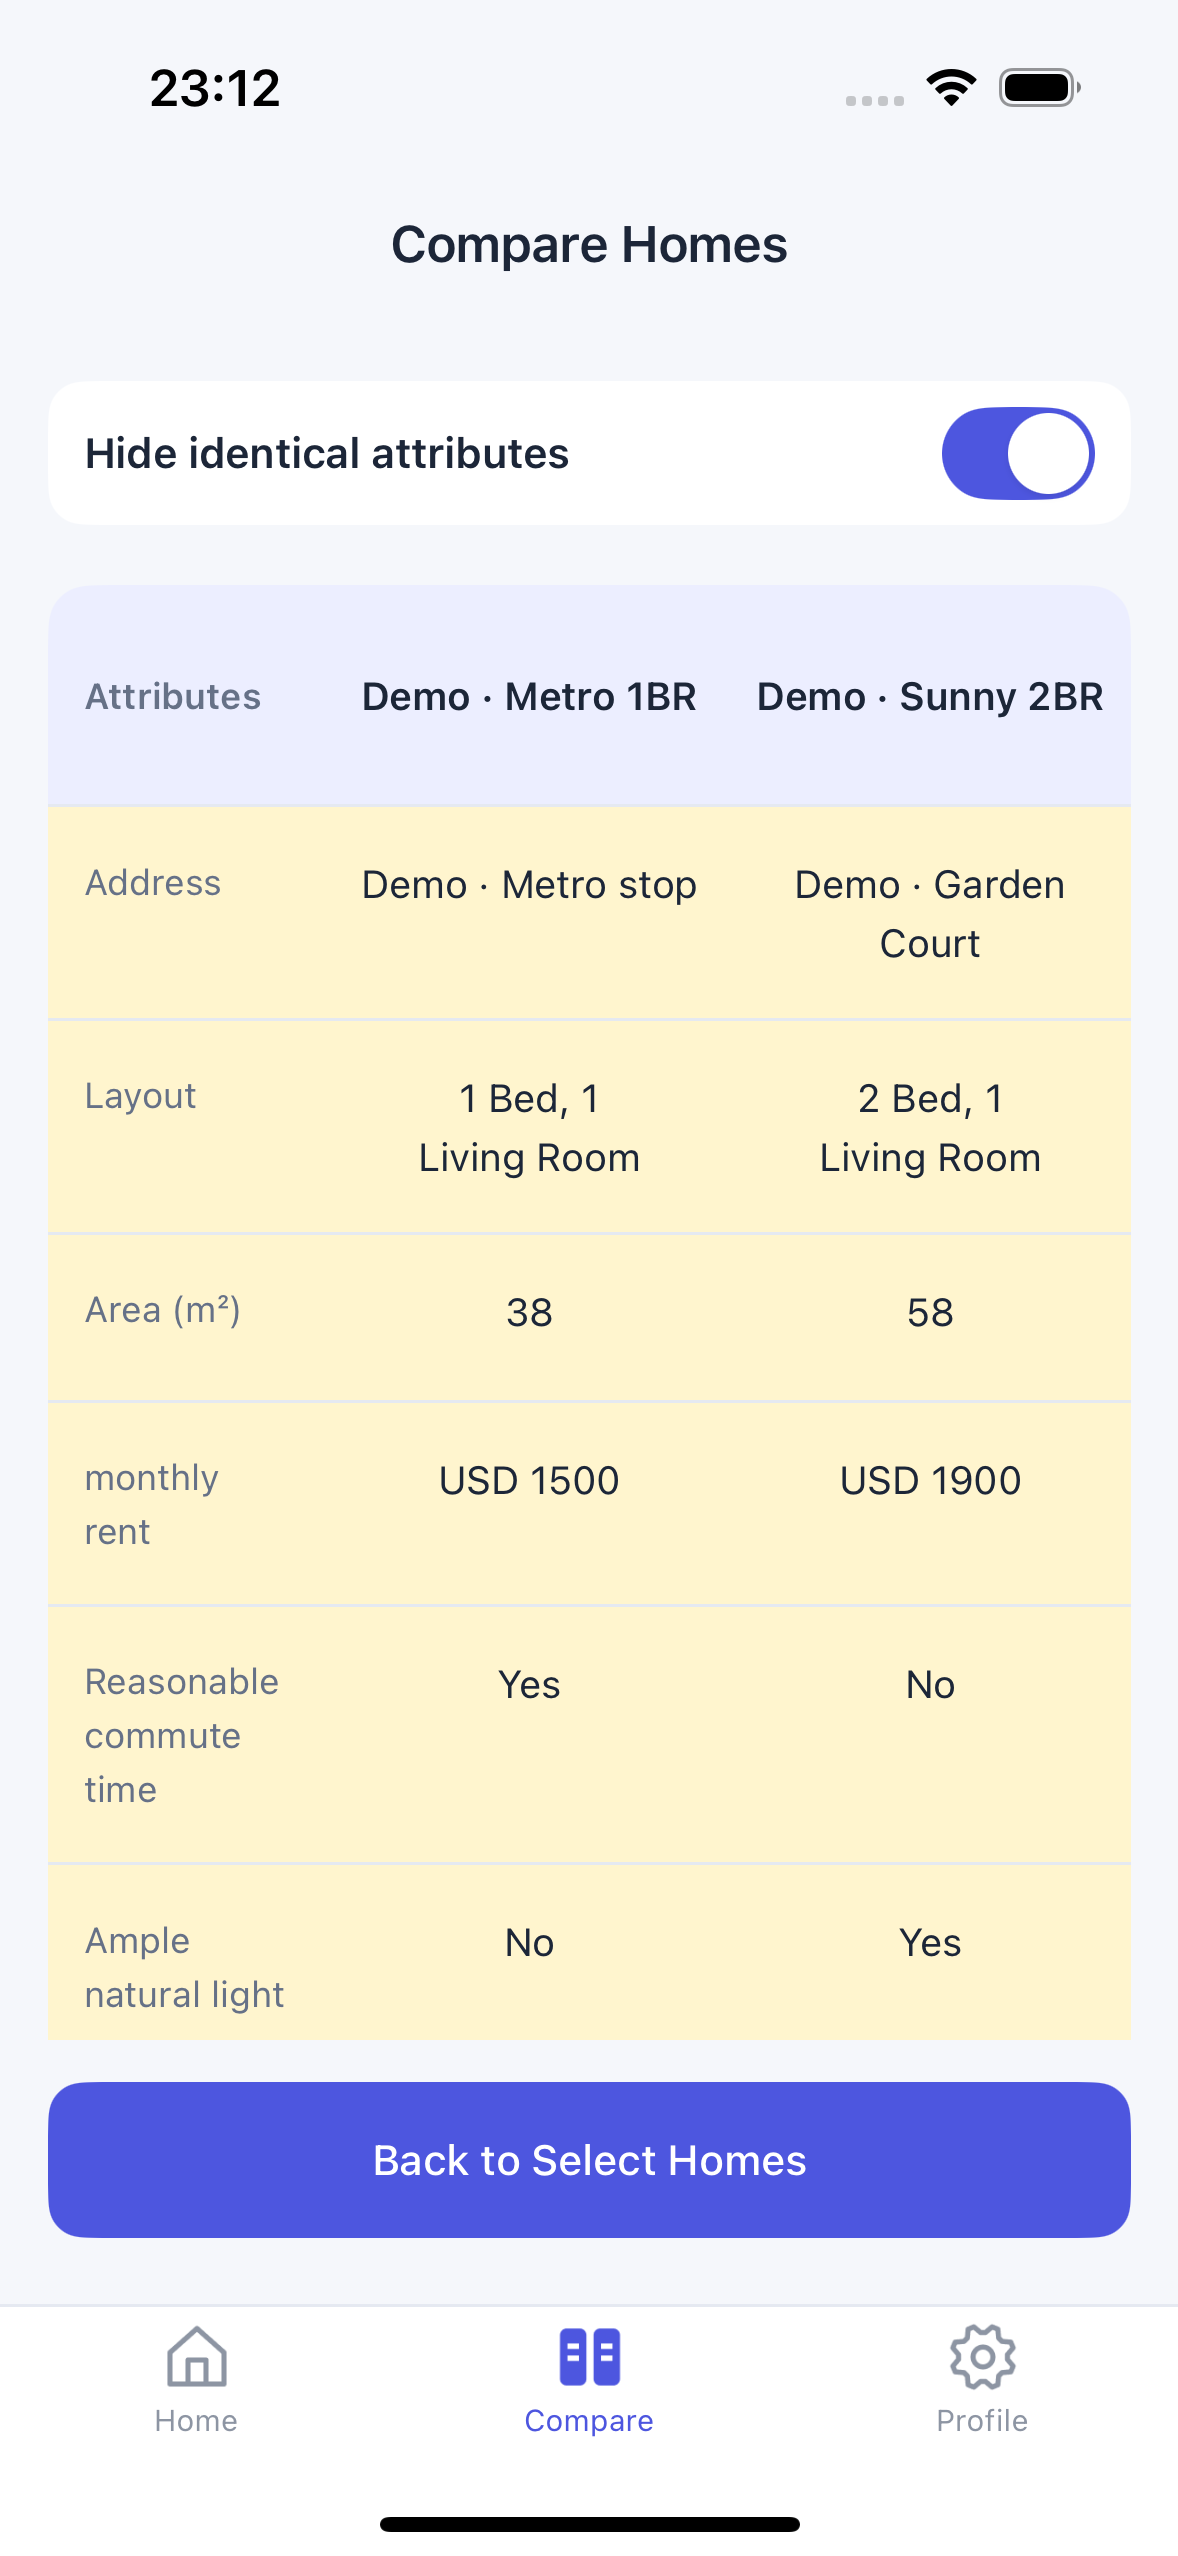 23:12
Compare Homes
Hide identical attributes
Attributes
Demo · Metro 1BR
Demo · Sunny 2BR
Address
Demo · Metro stop
Demo · Garden
Court
Layout
1 Bed, 1
Living Room
2 Bed, 1
Living Room
Area (m²)
38
58
monthly
rent
USD 1500
USD 1900
Reasonable
commute
time
Yes
No
Ample
natural light
No
Yes
Back to Select Homes
Home
Compare
Profile